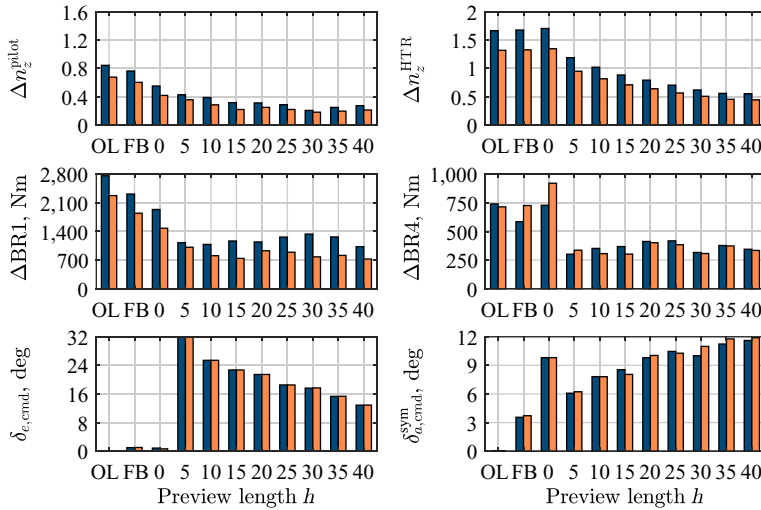 1.6
1.2
0.8
0.4
0
Δn_z^pilot
OL FB 0 5 10 15 20 25 30 35 40
2
1.5
1
0.5
0
Δn_z^HTR
OL FB 0 5 10 15 20 25 30 35 40
2,800
2,100
1,400
700
0
ΔBR1, Nm
OL FB 0 5 10 15 20 25 30 35 40
1,000
750
500
250
0
ΔBR4, Nm
OL FB 0 5 10 15 20 25 30 35 40
32
24
16
8
0
δ_e,cmd, deg
OL FB 0 5 10 15 20 25 30 35 40
Preview length h
12
9
6
3
0
δ_a,cmd^sym, deg
OL FB 0 5 10 15 20 25 30 35 40
Preview length h